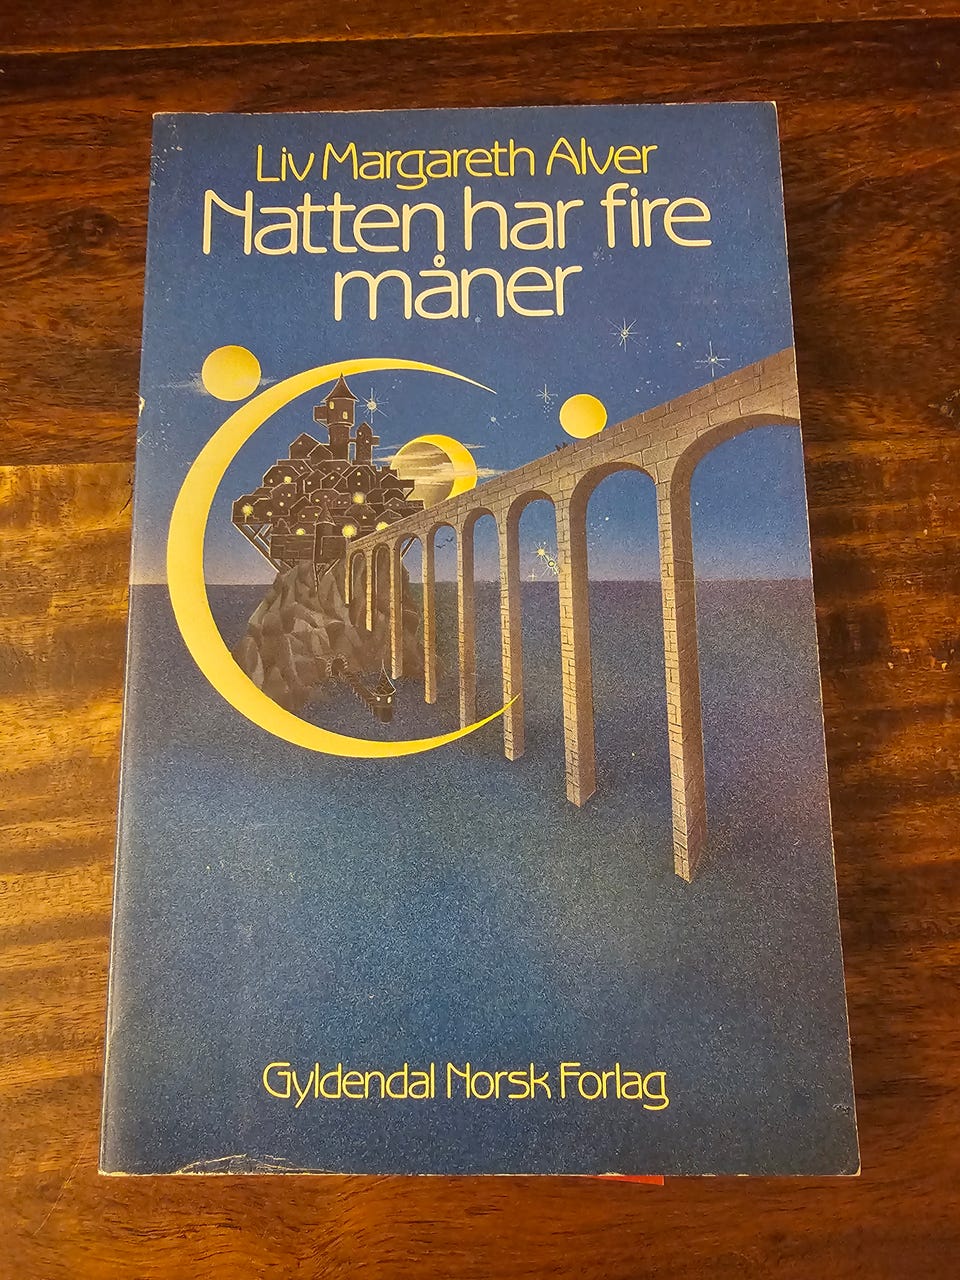 Liv Margareth Alver
Natten har fire
måner
Gyldendal Norsk Forlag